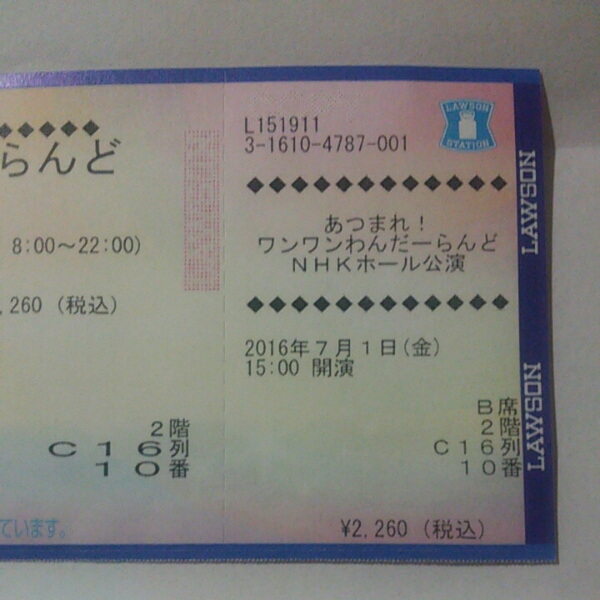 らんど
8:00～22:00)
,260 (税込)
2階
C16列
10番
ています。
L151911
3-1610-4787-001
LAWSON
STATION
◆◆◆◆◆◆◆◆◆◆◆◆◆
あつまれ！
ワンワンわんだーらんど
NHKホール公演
◆◆◆◆◆◆◆◆◆◆◆◆◆
2016年7月1日(金)
15:00 開演
B席
2階
C16列
10番
¥2,260 (税込)
LAWSON
LAWSON